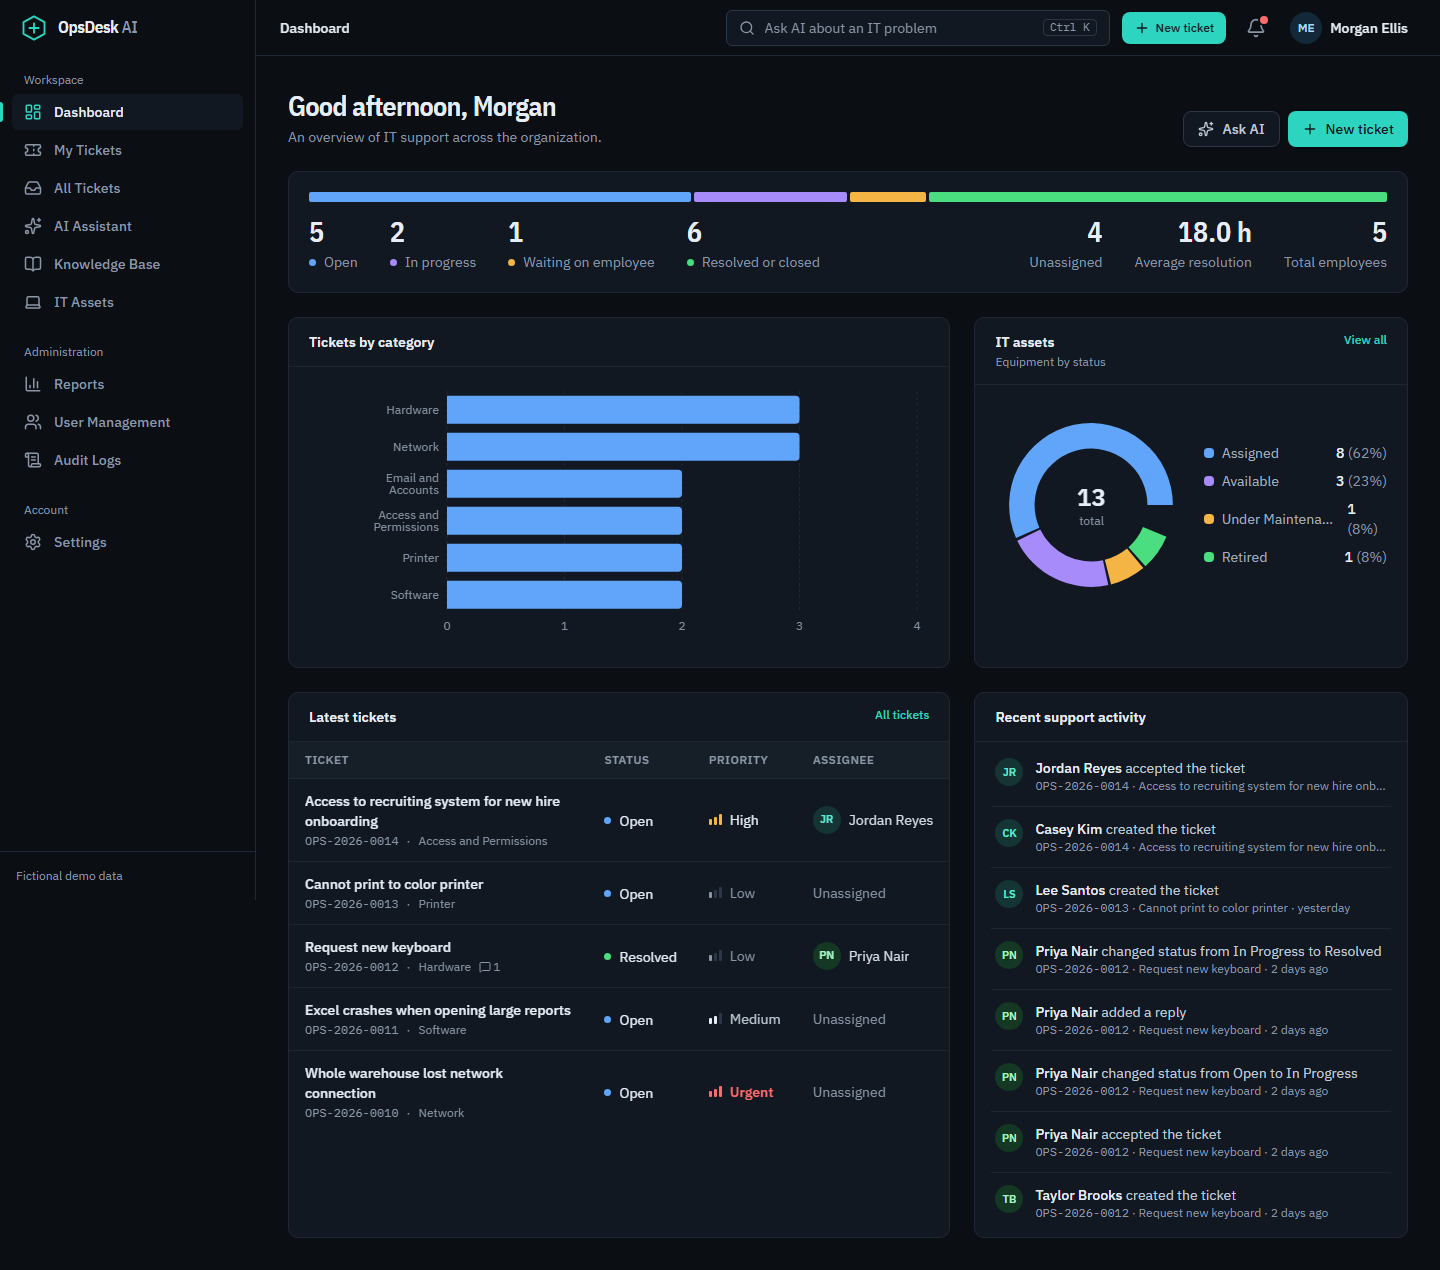 OpsDesk AI
Workspace
Dashboard
My Tickets
All Tickets
AI Assistant
Knowledge Base
IT Assets
Administration
Reports
User Management
Audit Logs
Account
Settings
Fictional demo data
Dashboard
Ask AI about an IT problem
Ctrl K
New ticket
ME
Morgan Ellis
Good afternoon, Morgan
An overview of IT support across the organization.
Ask AI
New ticket
5
Open
2
In progress
1
Waiting on employee
6
Resolved or closed
4
Unassigned
18.0 h
Average resolution
5
Total employees
Tickets by category
Hardware
Network
Email and
Accounts
Access and
Permissions
Printer
Software
0 1 2 3 4
IT assets
View all
Equipment by status
13
total
Assigned 8 (62%)
Available 3 (23%)
Under Maintena... 1
(8%)
Retired 1 (8%)
Latest tickets
All tickets
TICKET STATUS PRIORITY ASSIGNEE
Access to recruiting system for new hire
onboarding
OPS-2026-0014 · Access and Permissions
Open
High
JR Jordan Reyes
Cannot print to color printer
OPS-2026-0013 · Printer
Open
Low
Unassigned
Request new keyboard
OPS-2026-0012 · Hardware 1
Resolved
Low
PN Priya Nair
Excel crashes when opening large reports
OPS-2026-0011 · Software
Open
Medium
Unassigned
Whole warehouse lost network
connection
OPS-2026-0010 · Network
Open
Urgent
Unassigned
Recent support activity
JR
Jordan Reyes accepted the ticket
OPS-2026-0014 · Access to recruiting system for new hire onb...
CK
Casey Kim created the ticket
OPS-2026-0014 · Access to recruiting system for new hire onb...
LS
Lee Santos created the ticket
OPS-2026-0013 · Cannot print to color printer · yesterday
PN
Priya Nair changed status from In Progress to Resolved
OPS-2026-0012 · Request new keyboard · 2 days ago
PN
Priya Nair added a reply
OPS-2026-0012 · Request new keyboard · 2 days ago
PN
Priya Nair changed status from Open to In Progress
OPS-2026-0012 · Request new keyboard · 2 days ago
PN
Priya Nair accepted the ticket
OPS-2026-0012 · Request new keyboard · 2 days ago
TB
Taylor Brooks created the ticket
OPS-2026-0012 · Request new keyboard · 2 days ago